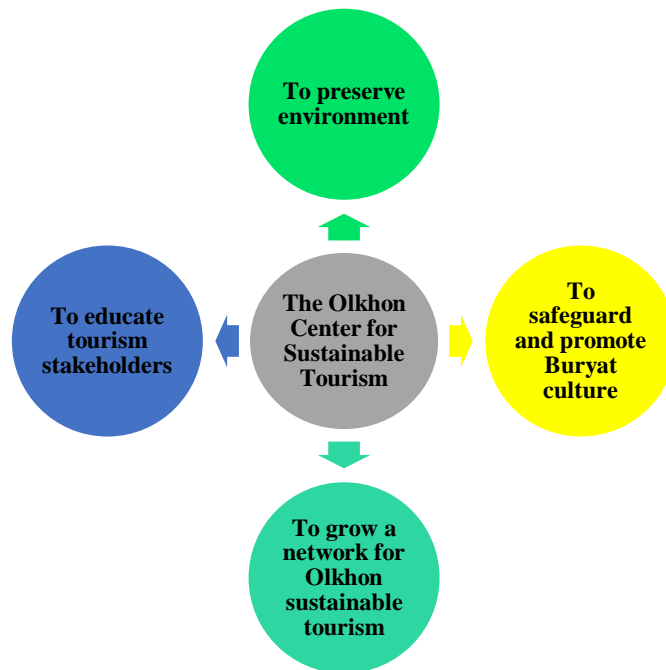 To preserve
environment
To educate
tourism
stakeholders
The Olkhon
Center for
Sustainable
Tourism
To
safeguard
and promote
Buryat
culture
To grow a
network for
Olkhon
sustainable
tourism